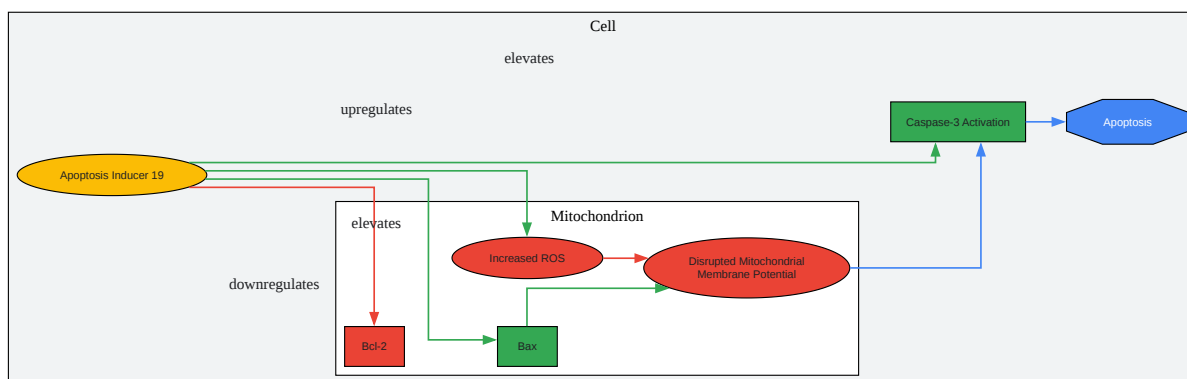 Cell
elevates
upregulates
Caspase-3 Activation
Apoptosis
Apoptosis Inducer 19
Mitochondrion
elevates
Increased ROS
Disrupted Mitochondrial
Membrane Potential
downregulates
Bcl-2
Bax